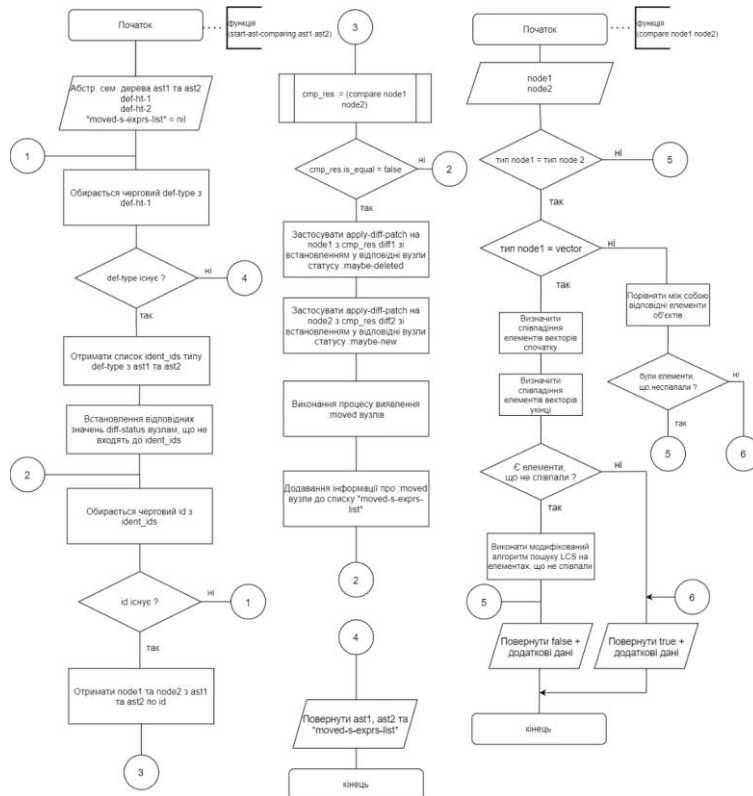 Початок
функція
(start-ast-comparing ast1 ast2)
Абстр. сем. дерева ast1 та ast2
def-ht-1
def-ht-2
"moved-s-exprs-list" = nil
1
Обирається черговий def-type з
def-ht-1
def-type існує ?
ні
4
так
Отримати список ident_ids типу
def-type з ast1 та ast2
Встановлення відповідних
значень diff-status вузлам, що не
входять до ident_ids
2
Обирається черговий id з
ident_ids
id існує ?
ні
1
так
Отримати node1 та node2 з ast1
та ast2 по id
3
3
cmp_res := (compare node1
node2)
cmp_res.is_equal = false
ні
2
так
Застосувати apply-diff-patch на
node1 з cmp_res diff1 зі
встановленням у відповідні вузли
статусу :maybe-deleted
Застосувати apply-diff-patch на
node2 з cmp_res diff2 зі
встановленням у відповідні вузли
статусу :maybe-new
Виконання процесу виявлення
:moved вузлів
Додавання інформації про :moved
вузли до списку "moved-s-exprs-
list"
2
4
Повернути ast1, ast2 та
"moved-s-exprs-list"
кінець
Початок
функція
(compare node1 node2)
node1
node2
тип node1 = тип node 2
ні
5
так
тип node1 = vector
ні
так
Порівняти між собою
відповідні елементи
об'єктів
були елементи,
що неспівпали ?
ні
так
5
6
Визначити
співпадіння
елементів векторів
спочатку
Визначити
співпадіння
елементів векторів
укінці
Є елементи,
що не співпали ?
ні
так
Виконати модифікований
алгоритм пошуку LCS на
елементах, що не співпали
5
6
Повернути false +
додаткові дані
Повернути true +
додаткові дані
кінець